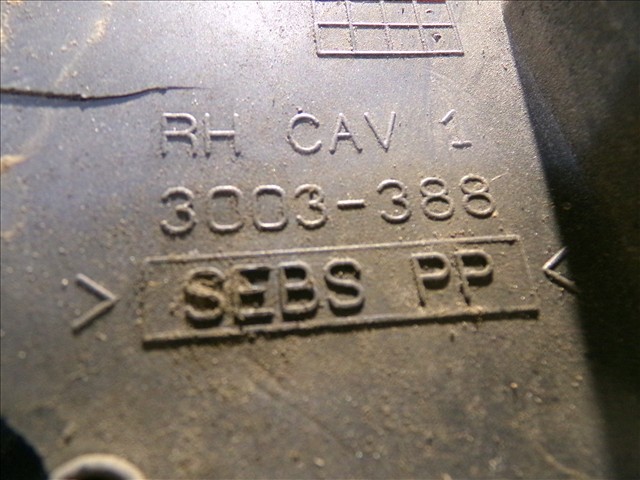 RH CAV 1
3003-388
>SEBS PP<